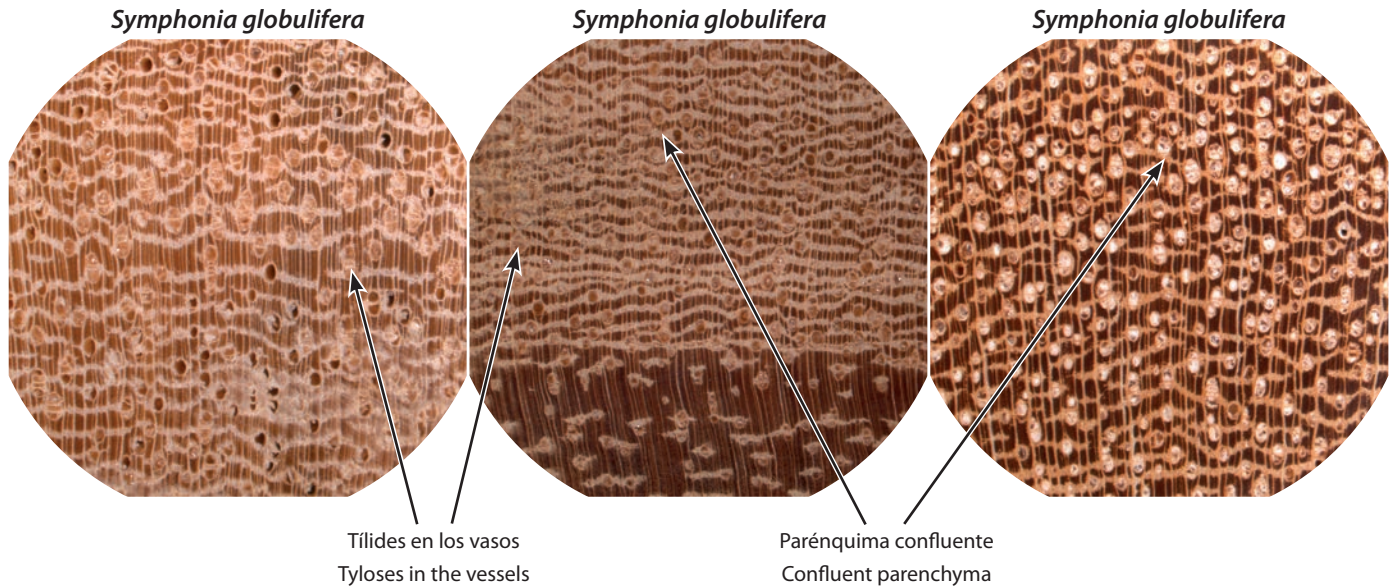 Symphonia globulifera
Symphonia globulifera
Symphonia globulifera
Tílides en los vasos
Tyloses in the vessels
Parénquima confluente
Confluent parenchyma